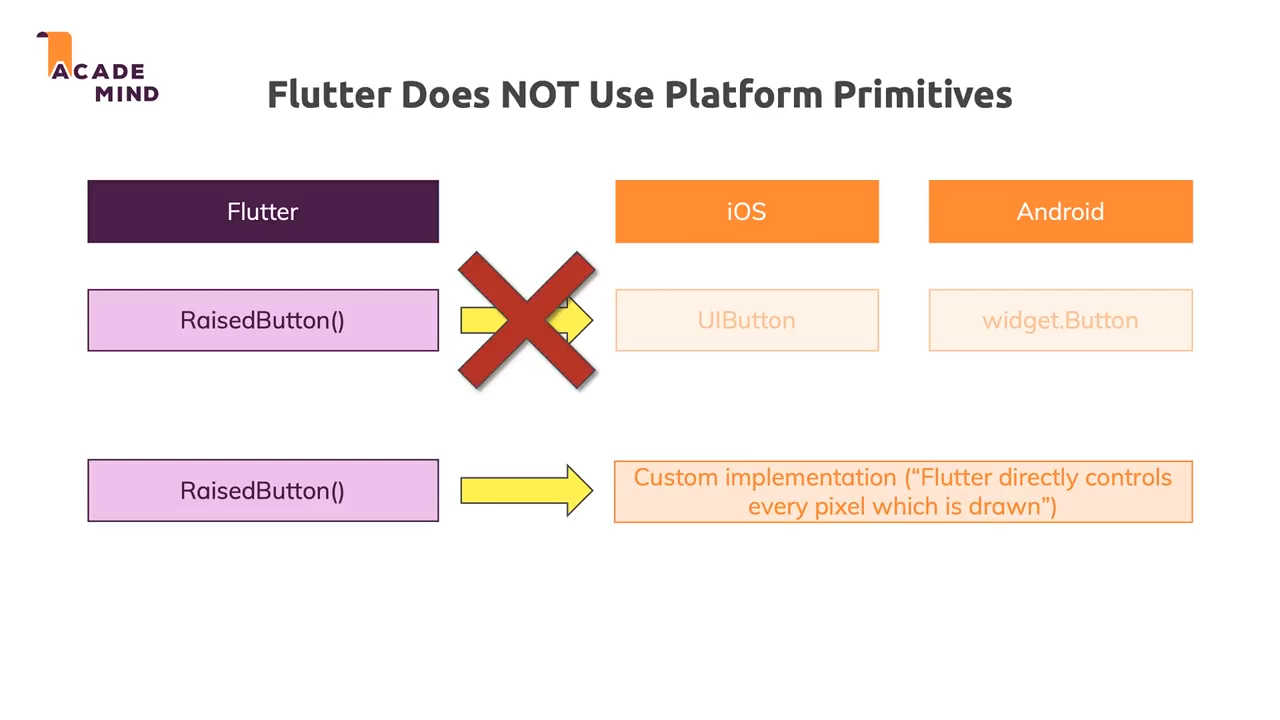 ACADE
MIND
Flutter Does NOT Use Platform Primitives
Flutter
iOS
Android
RaisedButton()
UIButton
widget.Button
RaisedButton()
Custom implementation (“Flutter directly controls
every pixel which is drawn”)